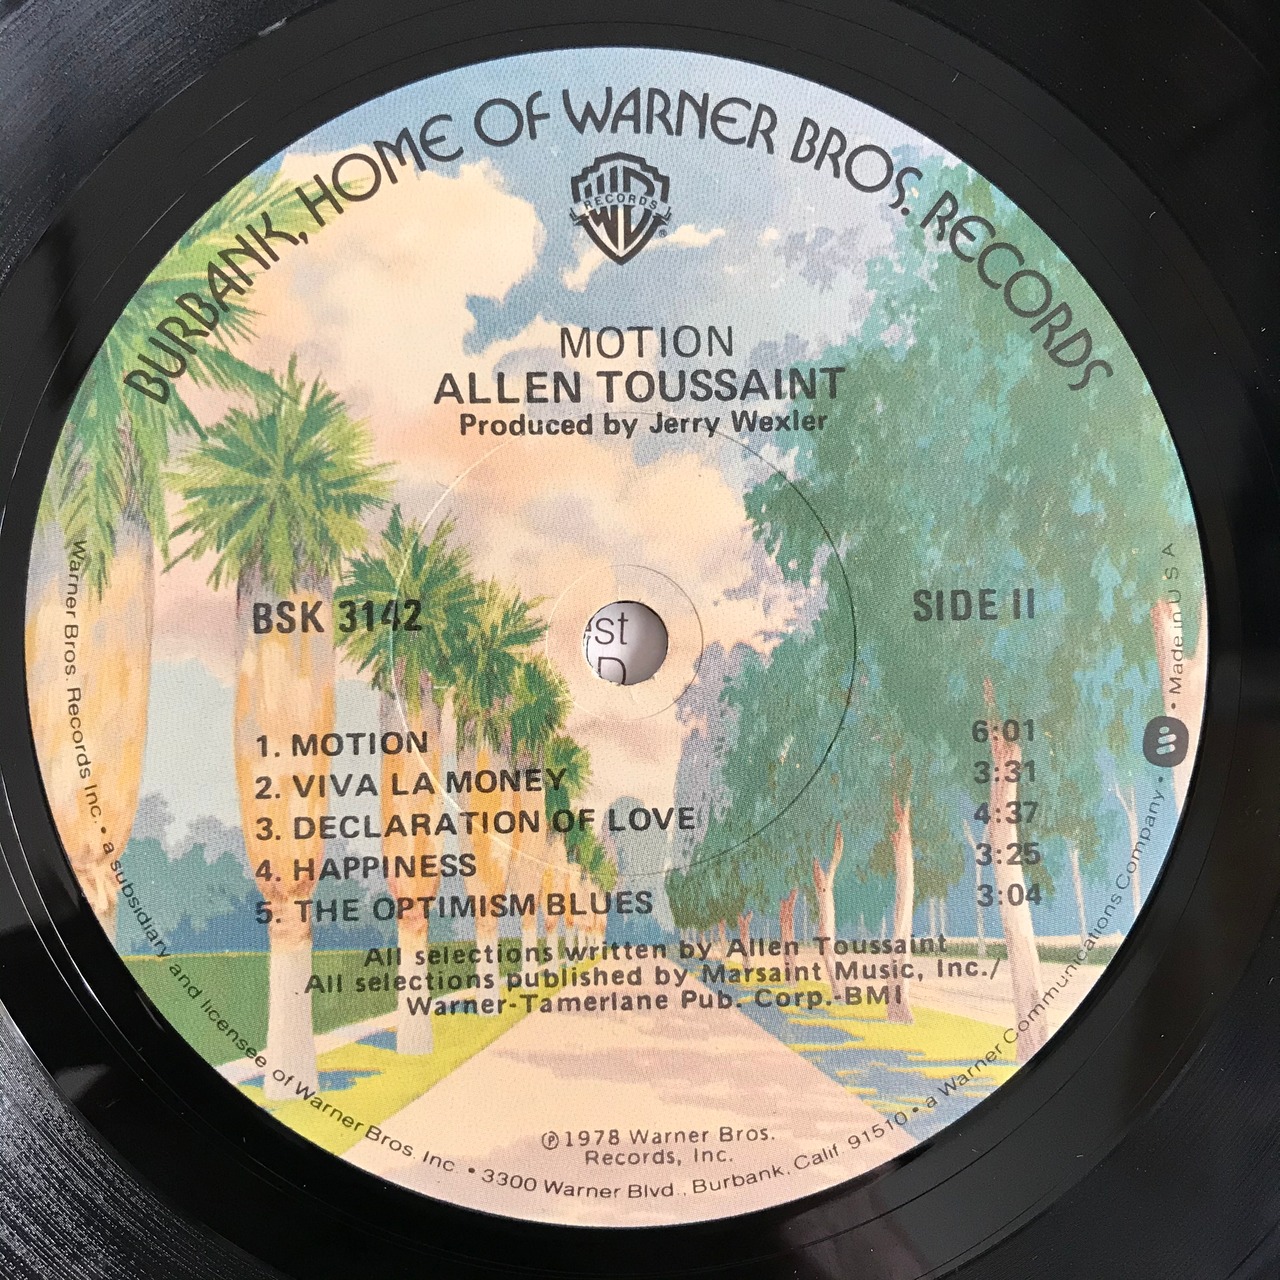 BURBANK, HOME OF WARNER BROS. RECORDS
RECORDS
W
®
MOTION
ALLEN TOUSSAINT
Produced by Jerry Wexler
BSK 3142
SIDE II
st
D
1. MOTION 6:01
2. VIVA LA MONEY 3:31
3. DECLARATION OF LOVE 4:37
4. HAPPINESS 3:25
5. THE OPTIMISM BLUES 3:04
All selections written by Allen Toussaint
All selections published by Marsaint Music, Inc./
Warner-Tamerlane Pub. Corp.-BMI
℗1978 Warner Bros.
Records, Inc.
Warner Bros. Records Inc. • a subsidiary and licensee of Warner Bros. Inc. • 3300 Warner Blvd., Burbank, Calif. 91510 • a Warner Communications Company. • Made in U S A